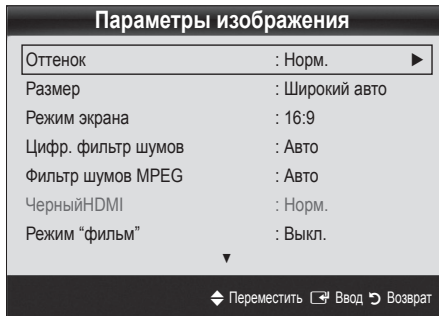 Параметры изображения
Оттенок : Норм. ►
Размер : Широкий авто
Режим экрана : 16:9
Цифр. фильтр шумов : Авто
Фильтр шумов MPEG : Авто
ЧерныйHDMI : Норм.
Режим “фильм” : Выкл.
▼
Переместить Ввод Возврат